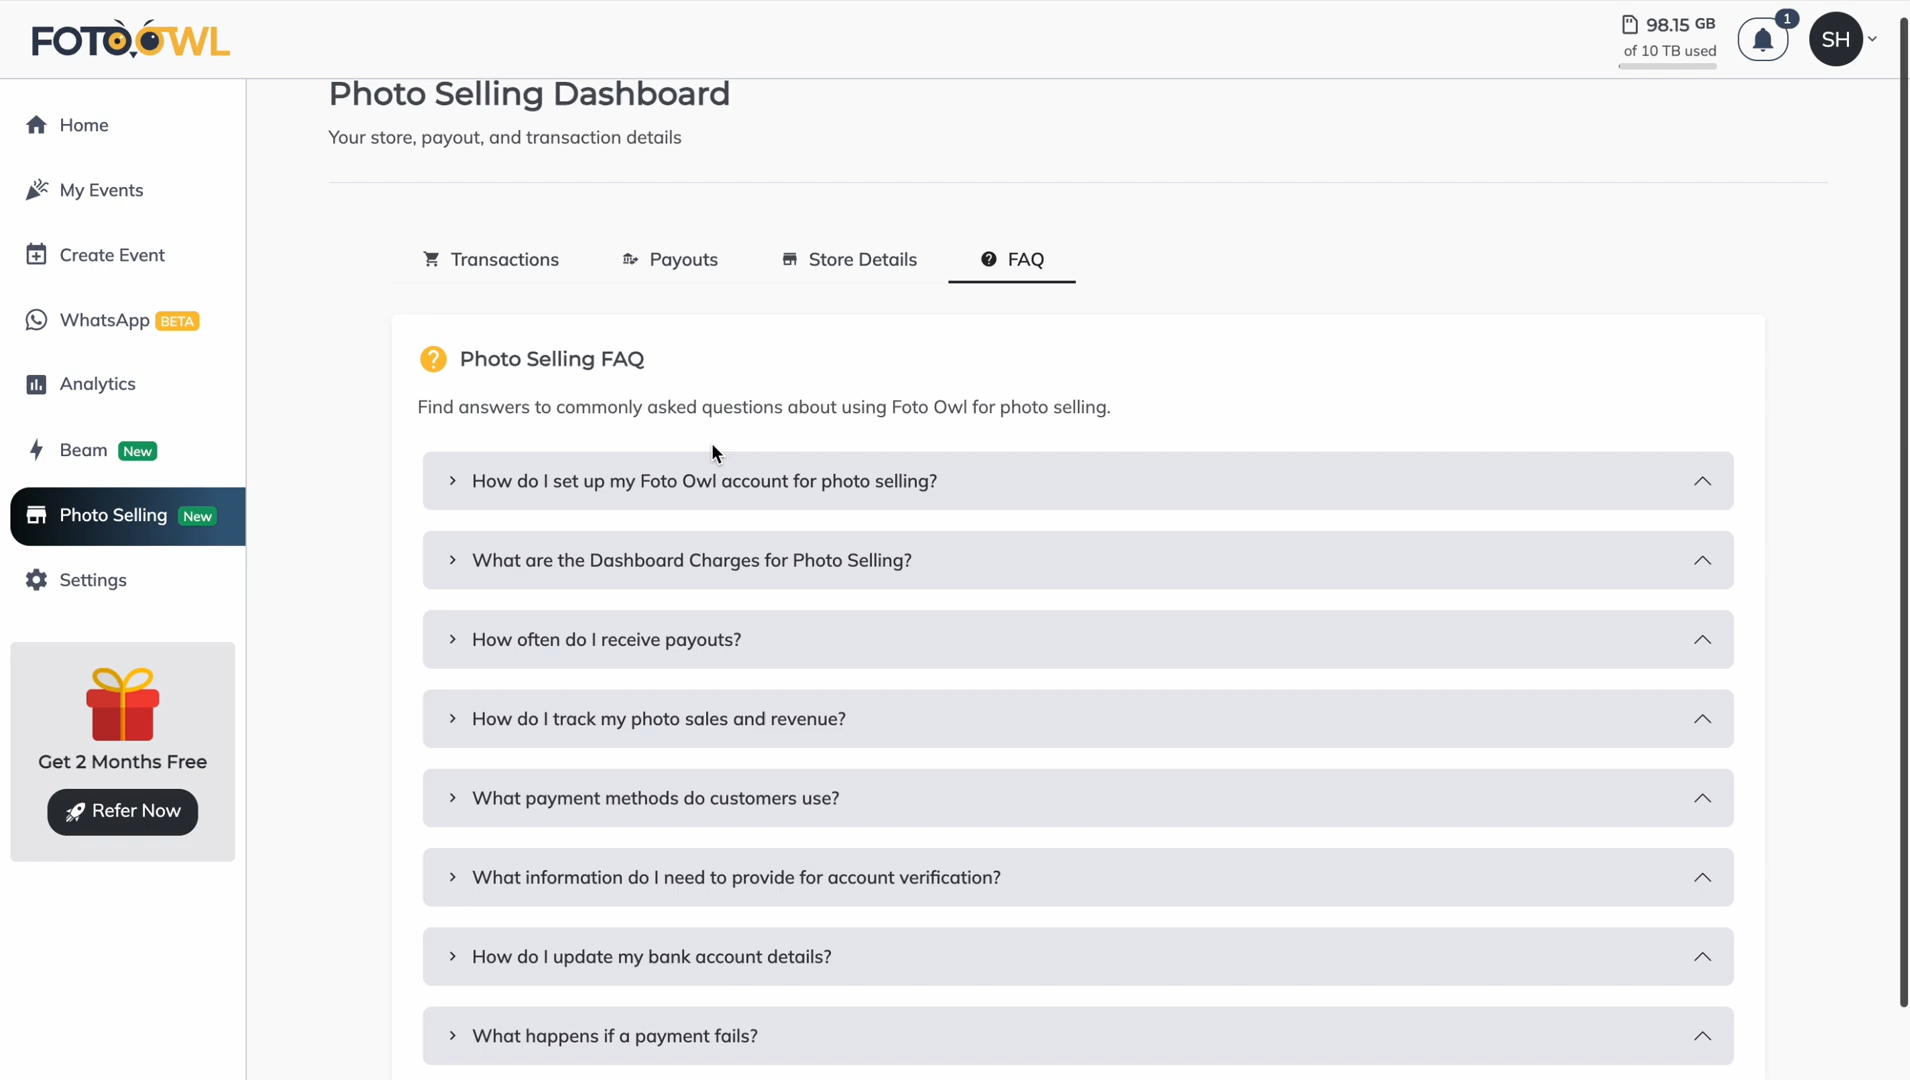 FOTO OWL
98.15 GB
of 10 TB used
1
SH
Home
My Events
Create Event
WhatsApp BETA
Analytics
Beam New
Photo Selling New
Settings
Get 2 Months Free
Refer Now
Photo Selling Dashboard
Your store, payout, and transaction details
Transactions
Payouts
Store Details
FAQ
Photo Selling FAQ
Find answers to commonly asked questions about using Foto Owl for photo selling.
How do I set up my Foto Owl account for photo selling?
What are the Dashboard Charges for Photo Selling?
How often do I receive payouts?
How do I track my photo sales and revenue?
What payment methods do customers use?
What information do I need to provide for account verification?
How do I update my bank account details?
What happens if a payment fails?